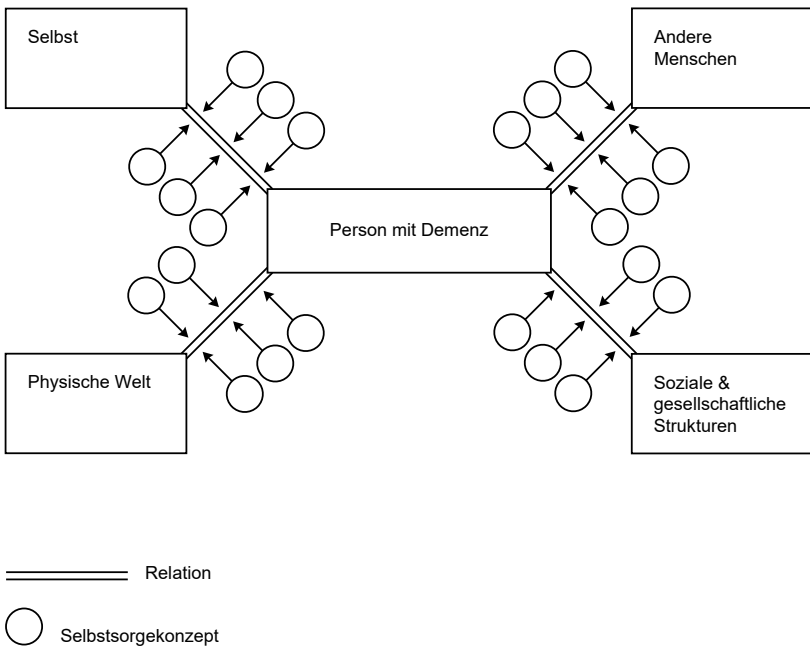 Selbst
Andere
Menschen
Person mit Demenz
Physische Welt
Soziale &
gesellschaftliche
Strukturen
Relation
Selbstsorgekonzept